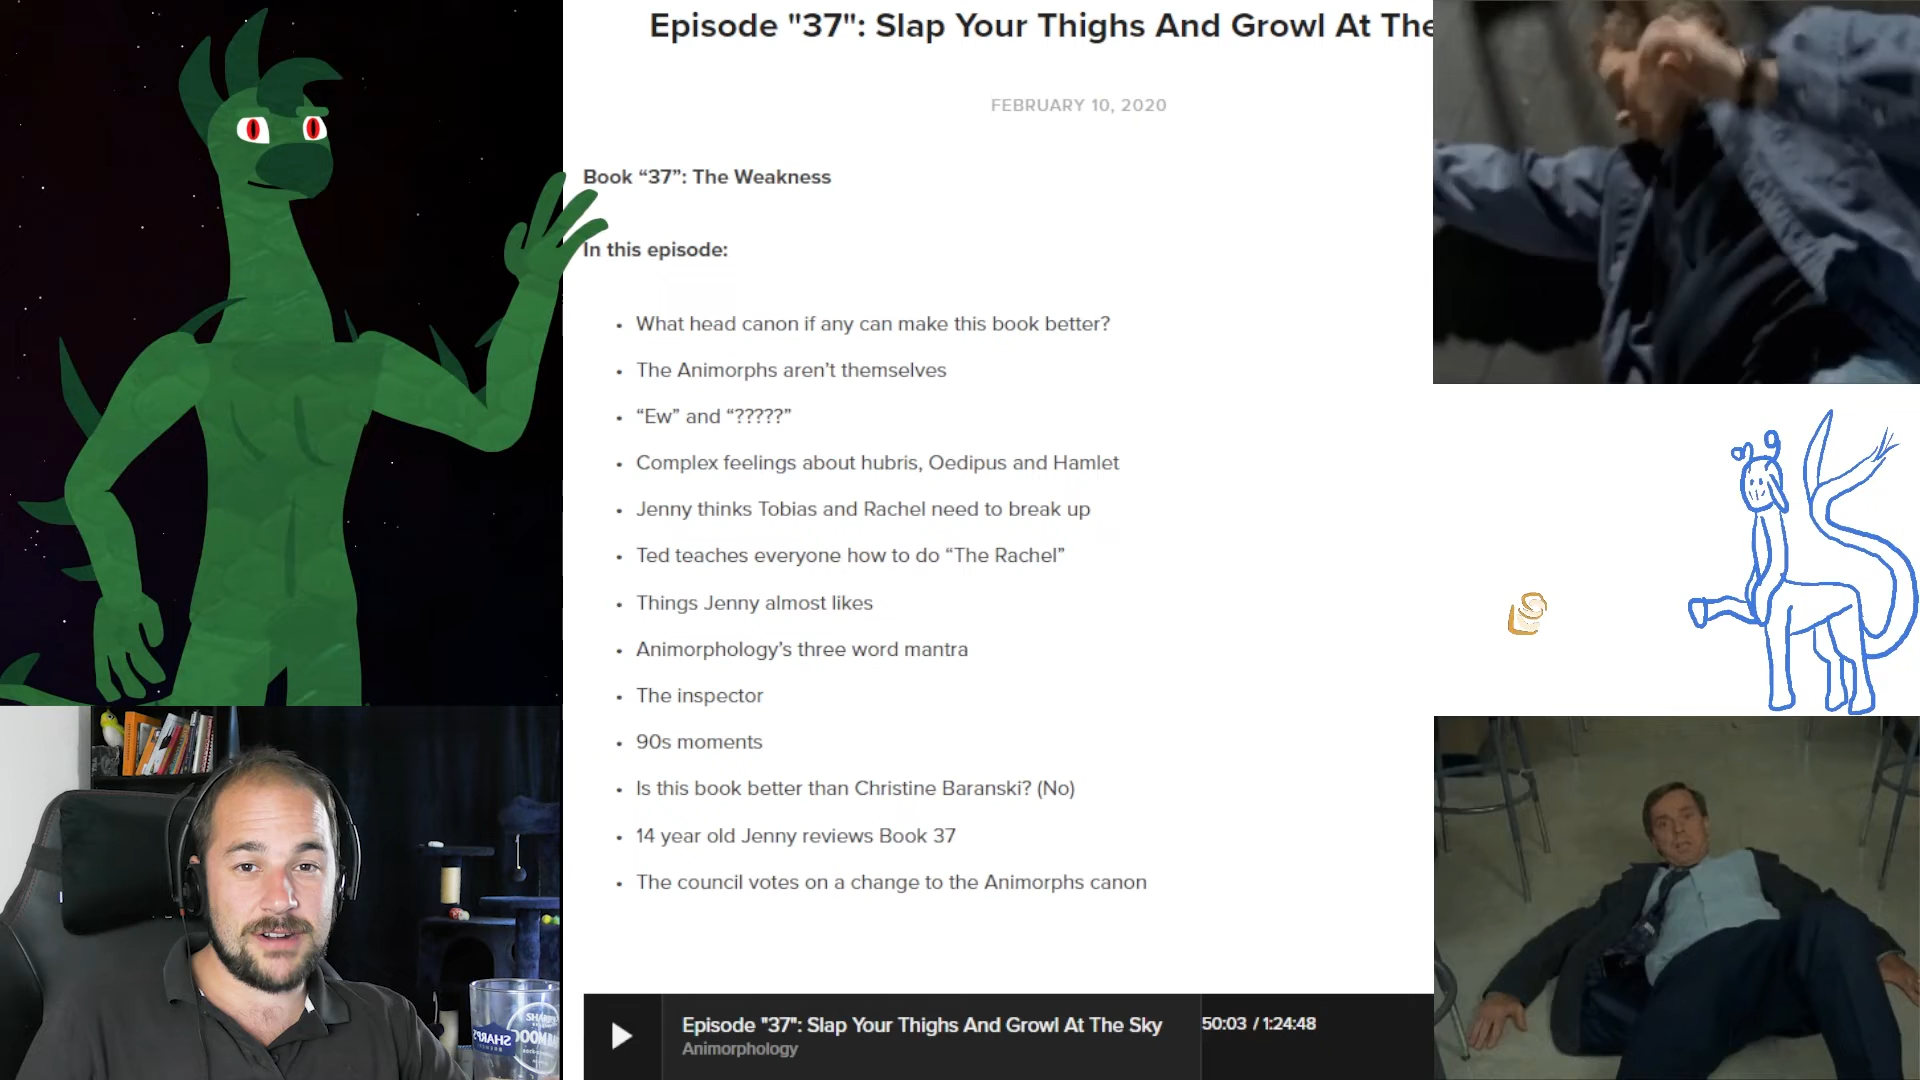 Episode "37": Slap Your Thighs And Growl At The
FEBRUARY 10, 2020
Book “37”: The Weakness
In this episode:
• What head canon if any can make this book better?
• The Animorphs aren’t themselves
• “Ew” and “?????”
• Complex feelings about hubris, Oedipus and Hamlet
• Jenny thinks Tobias and Rachel need to break up
• Ted teaches everyone how to do “The Rachel”
• Things Jenny almost likes
• Animorphology’s three word mantra
• The inspector
• 90s moments
• Is this book better than Christine Baranski? (No)
• 14 year old Jenny reviews Book 37
• The council votes on a change to the Animorphs canon
Episode "37": Slap Your Thighs And Growl At The Sky
50:03 / 1:24:48
Animorphology